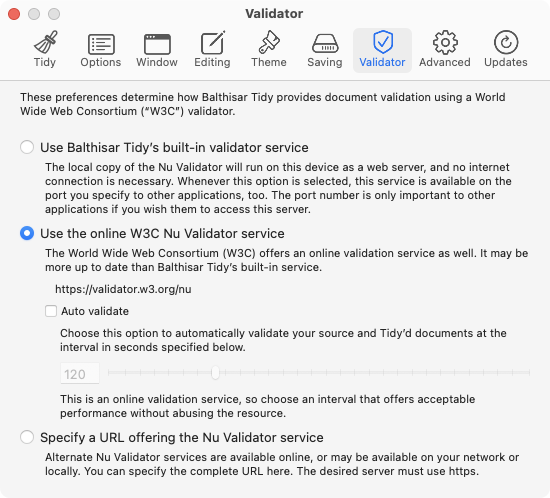 Validator
Tidy Options Window Editing Theme Saving Validator Advanced Updates
These preferences determine how Balthisar Tidy provides document validation using a World
Wide Web Consortium (“W3C”) validator.
Use Balthisar Tidy’s built-in validator service
The local copy of the Nu Validator will run on this device as a web server, and no internet
connection is necessary. Whenever this option is selected, this service is available on the
port you specify to other applications, too. The port number is only important to other
applications if you wish them to access this server.
Use the online W3C Nu Validator service
The World Wide Web Consortium (W3C) offers an online validation service as well. It may be
more up to date than Balthisar Tidy’s built-in service.
https://validator.w3.org/nu
Auto validate
Choose this option to automatically validate your source and Tidy’d documents at the
interval in seconds specified below.
120
This is an online validation service, so choose an interval that offers acceptable
performance without abusing the resource.
Specify a URL offering the Nu Validator service
Alternate Nu Validator services are available online, or may be available on your network or
locally. You can specify the complete URL here. The desired server must use https.